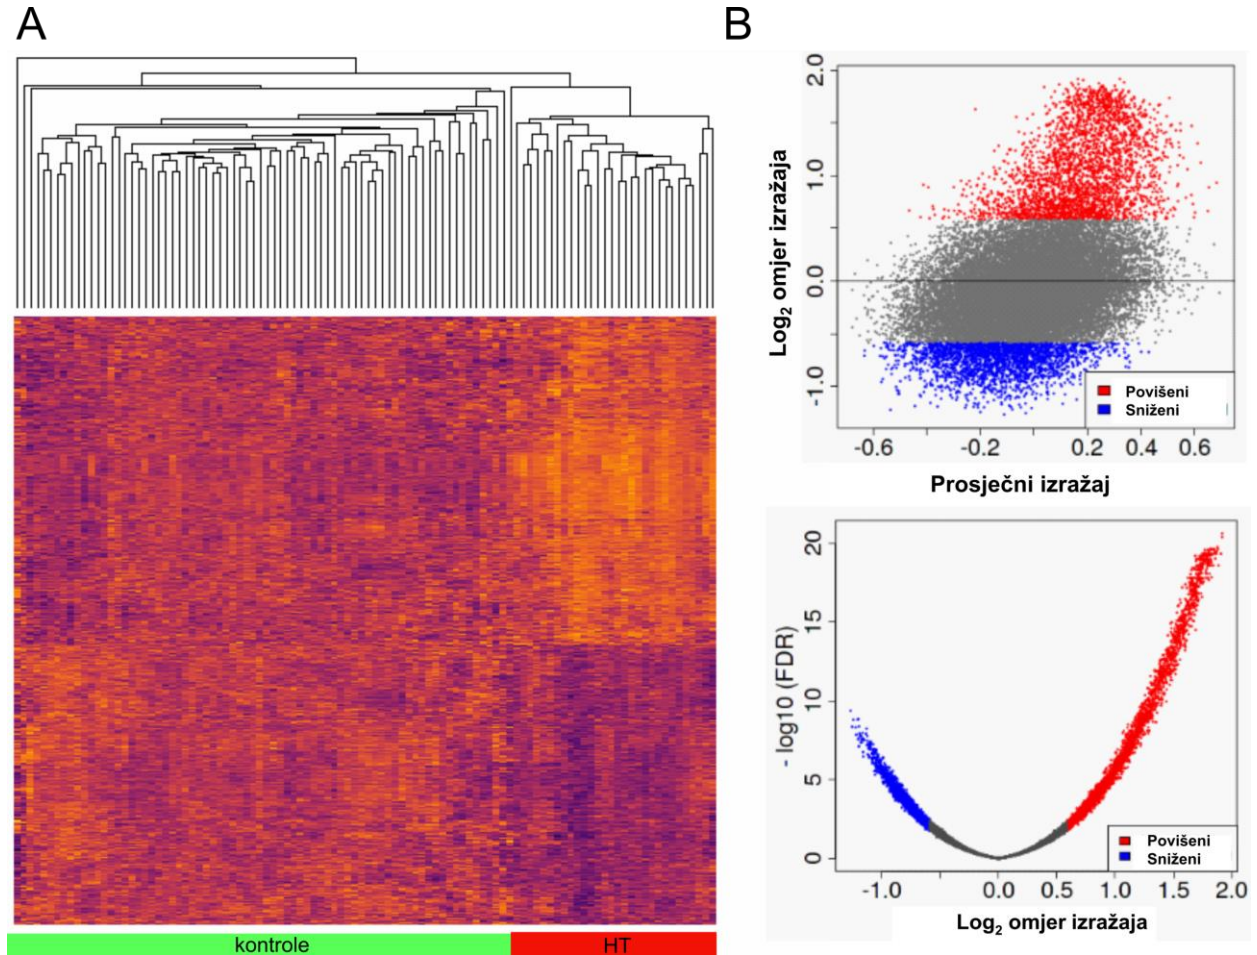 A
B
2.0
1.0
0.0
-1.0
Log2 omjer izražaja
Povišeni
Sniženi
-0.6
-0.2
0.2
0.4
0.6
Prosječni izražaj
20
15
10
5
0
- log10 (FDR)
Povišeni
Sniženi
-1.0
0.0
0.5
1.0
1.5
2.0
Log2 omjer izražaja
kontrole
HT